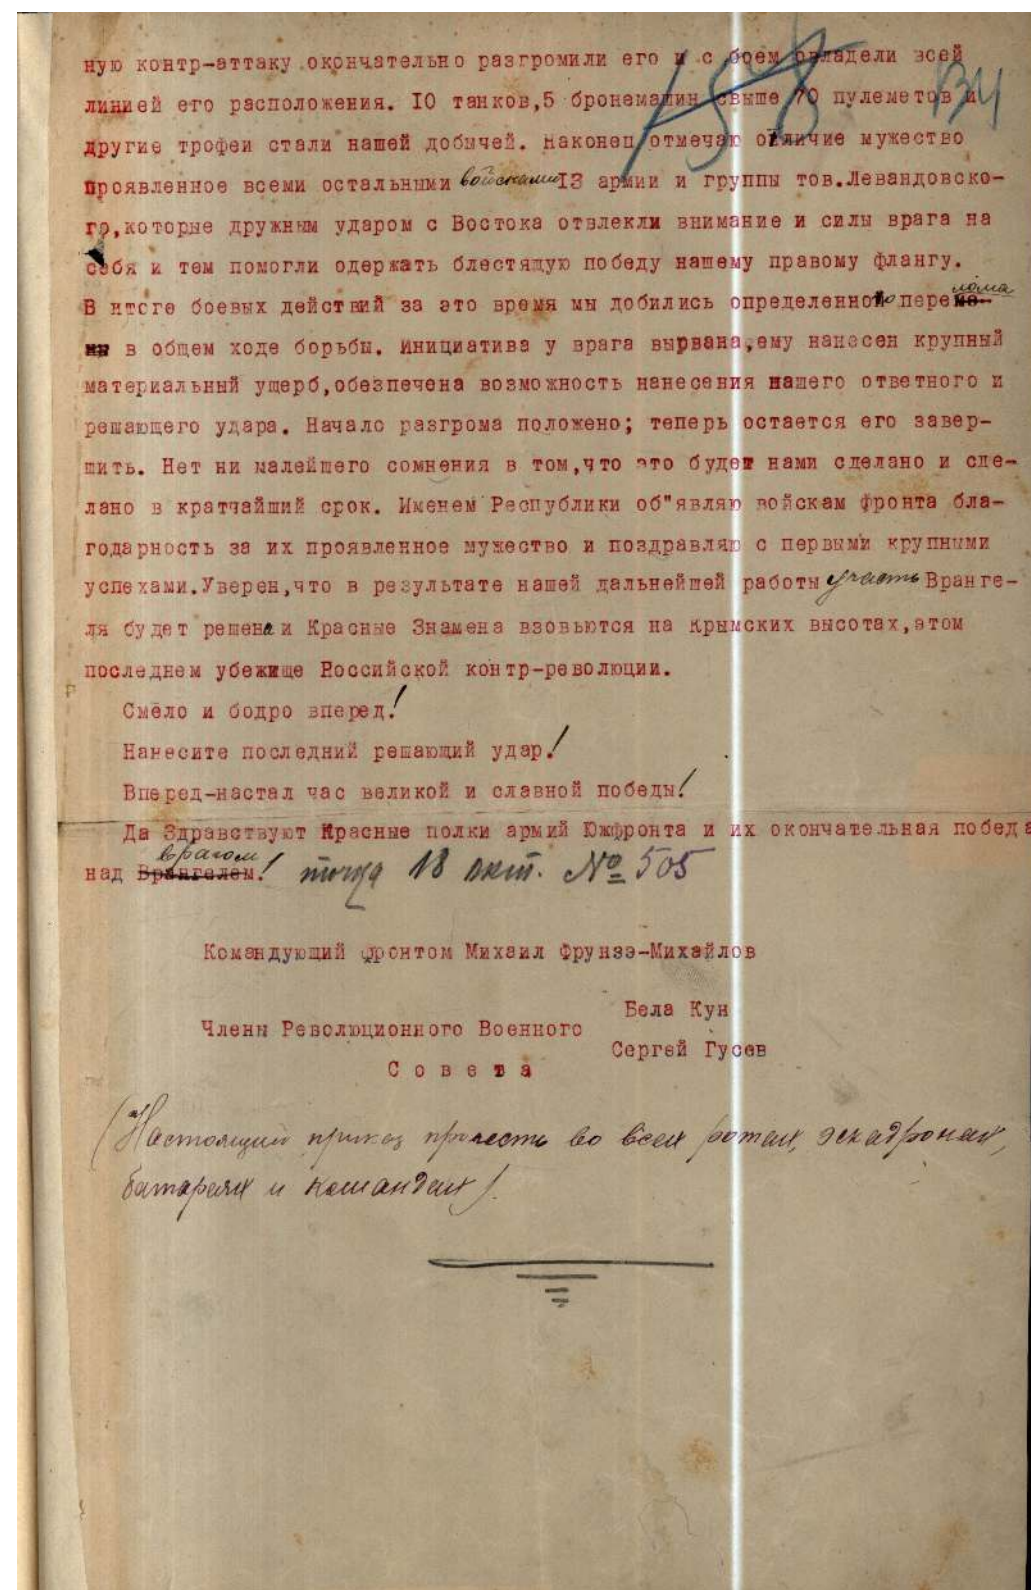 158
134
ную контр-аттаку окончательно разгромили его и с боем овладели всей
линией его расположения. 10 танков,5 бронемашин свыше 70 пулеметов и
другие трофеи стали нашей добычей. Наконец отмечаю отличие мужество
проявленное всеми остальными войсками 13 армии и группы тов.Левандовско-
го,которые дружным ударом с Востока отвлекли внимание и силы врага на
себя и тем помогли одержать блестящую победу нашему правому флангу.
В итоге боевых действий за это время мы добились определенного перелома
в общем ходе борьбы. Инициатива у врага вырвана,ему нанесен крупный
материальный ущерб,обезпечена возможность нанесения нашего ответного и
решающего удара. Начало разгрома положено; теперь остается его завер-
шить. Нет ни малейшего сомнения в том,что это будет нами сделано и сде-
лано в кратчайший срок. Именем Республики об"являю войскам фронта бла-
годарность за их проявленное мужество и поздравляю с первыми крупными
успехами.Уверен,что в результате нашей дальнейшей работы участь Вранге-
ля будет решена и Красные Знамена взовьются на Крымских высотах,этом
последнем убежище Российской контр-революции.
Смело и бодро вперед!
Нанесите последний решающий удар!
Вперед-настал час великой и славной победы!
Да Здравствуют Красные полки армий Южфронта и их окончательная победа
над Врангелем врагом! точка 18 окт. № 505
Командующий фронтом Михаил Фрунзэ-Михайлов
Члены Революционного Военного
Совета
Бела Кун
Сергей Гусев
(Настоящий приказ прочесть во всех ротах, эскадронах,
батареях и командах).